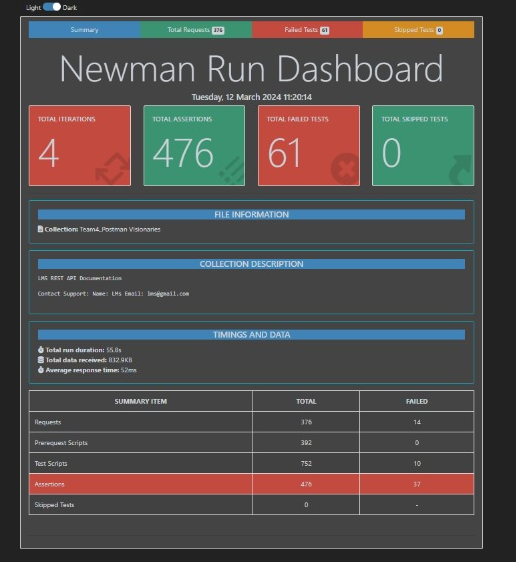 Light Dark
Summary Total Requests 376 Failed Tests 61 Skipped Tests 0
Newman Run Dashboard
Tuesday, 12 March 2024 11:20:14
TOTAL ITERATIONS TOTAL ASSERTIONS TOTAL FAILED TESTS TOTAL SKIPPED TESTS
4 476 61 0
FILE INFORMATION
Collection: Team4_Postman Visionaries
COLLECTION DESCRIPTION
LMS REST API Documentation
Contact Support: Name: LMs Email: lms@gmail.com
TIMINGS AND DATA
Total run duration: 55.8s
Total data received: 832.9KB
Average response time: 52ms
SUMMARY ITEM TOTAL FAILED
Requests 376 14
Prerequest Scripts 392 0
Test Scripts 752 10
Assertions 476 37
Skipped Tests 0 -